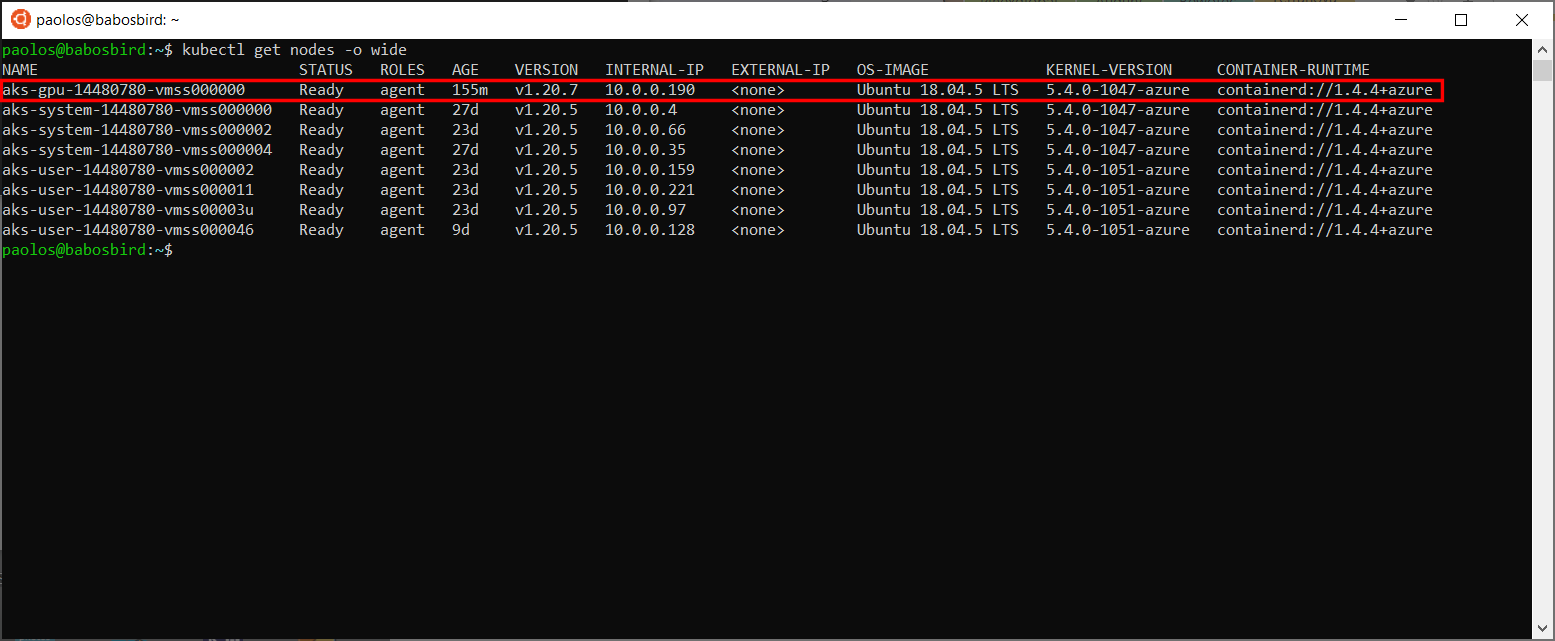 paolos@babosbird: ~
paolos@babosbird:~$ kubectl get nodes -o wide
NAME STATUS ROLES AGE VERSION INTERNAL-IP EXTERNAL-IP OS-IMAGE KERNEL-VERSION CONTAINER-RUNTIME
aks-gpu-14480780-vmss000000 Ready agent 155m v1.20.7 10.0.0.190 <none> Ubuntu 18.04.5 LTS 5.4.0-1047-azure containerd://1.4.4+azure
aks-system-14480780-vmss000000 Ready agent 27d v1.20.5 10.0.0.4 <none> Ubuntu 18.04.5 LTS 5.4.0-1047-azure containerd://1.4.4+azure
aks-system-14480780-vmss000002 Ready agent 23d v1.20.5 10.0.0.66 <none> Ubuntu 18.04.5 LTS 5.4.0-1047-azure containerd://1.4.4+azure
aks-system-14480780-vmss000004 Ready agent 27d v1.20.5 10.0.0.35 <none> Ubuntu 18.04.5 LTS 5.4.0-1047-azure containerd://1.4.4+azure
aks-user-14480780-vmss000002 Ready agent 23d v1.20.5 10.0.0.159 <none> Ubuntu 18.04.5 LTS 5.4.0-1051-azure containerd://1.4.4+azure
aks-user-14480780-vmss000011 Ready agent 23d v1.20.5 10.0.0.221 <none> Ubuntu 18.04.5 LTS 5.4.0-1051-azure containerd://1.4.4+azure
aks-user-14480780-vmss00003u Ready agent 23d v1.20.5 10.0.0.97 <none> Ubuntu 18.04.5 LTS 5.4.0-1051-azure containerd://1.4.4+azure
aks-user-14480780-vmss000046 Ready agent 9d v1.20.5 10.0.0.128 <none> Ubuntu 18.04.5 LTS 5.4.0-1051-azure containerd://1.4.4+azure
paolos@babosbird:~$